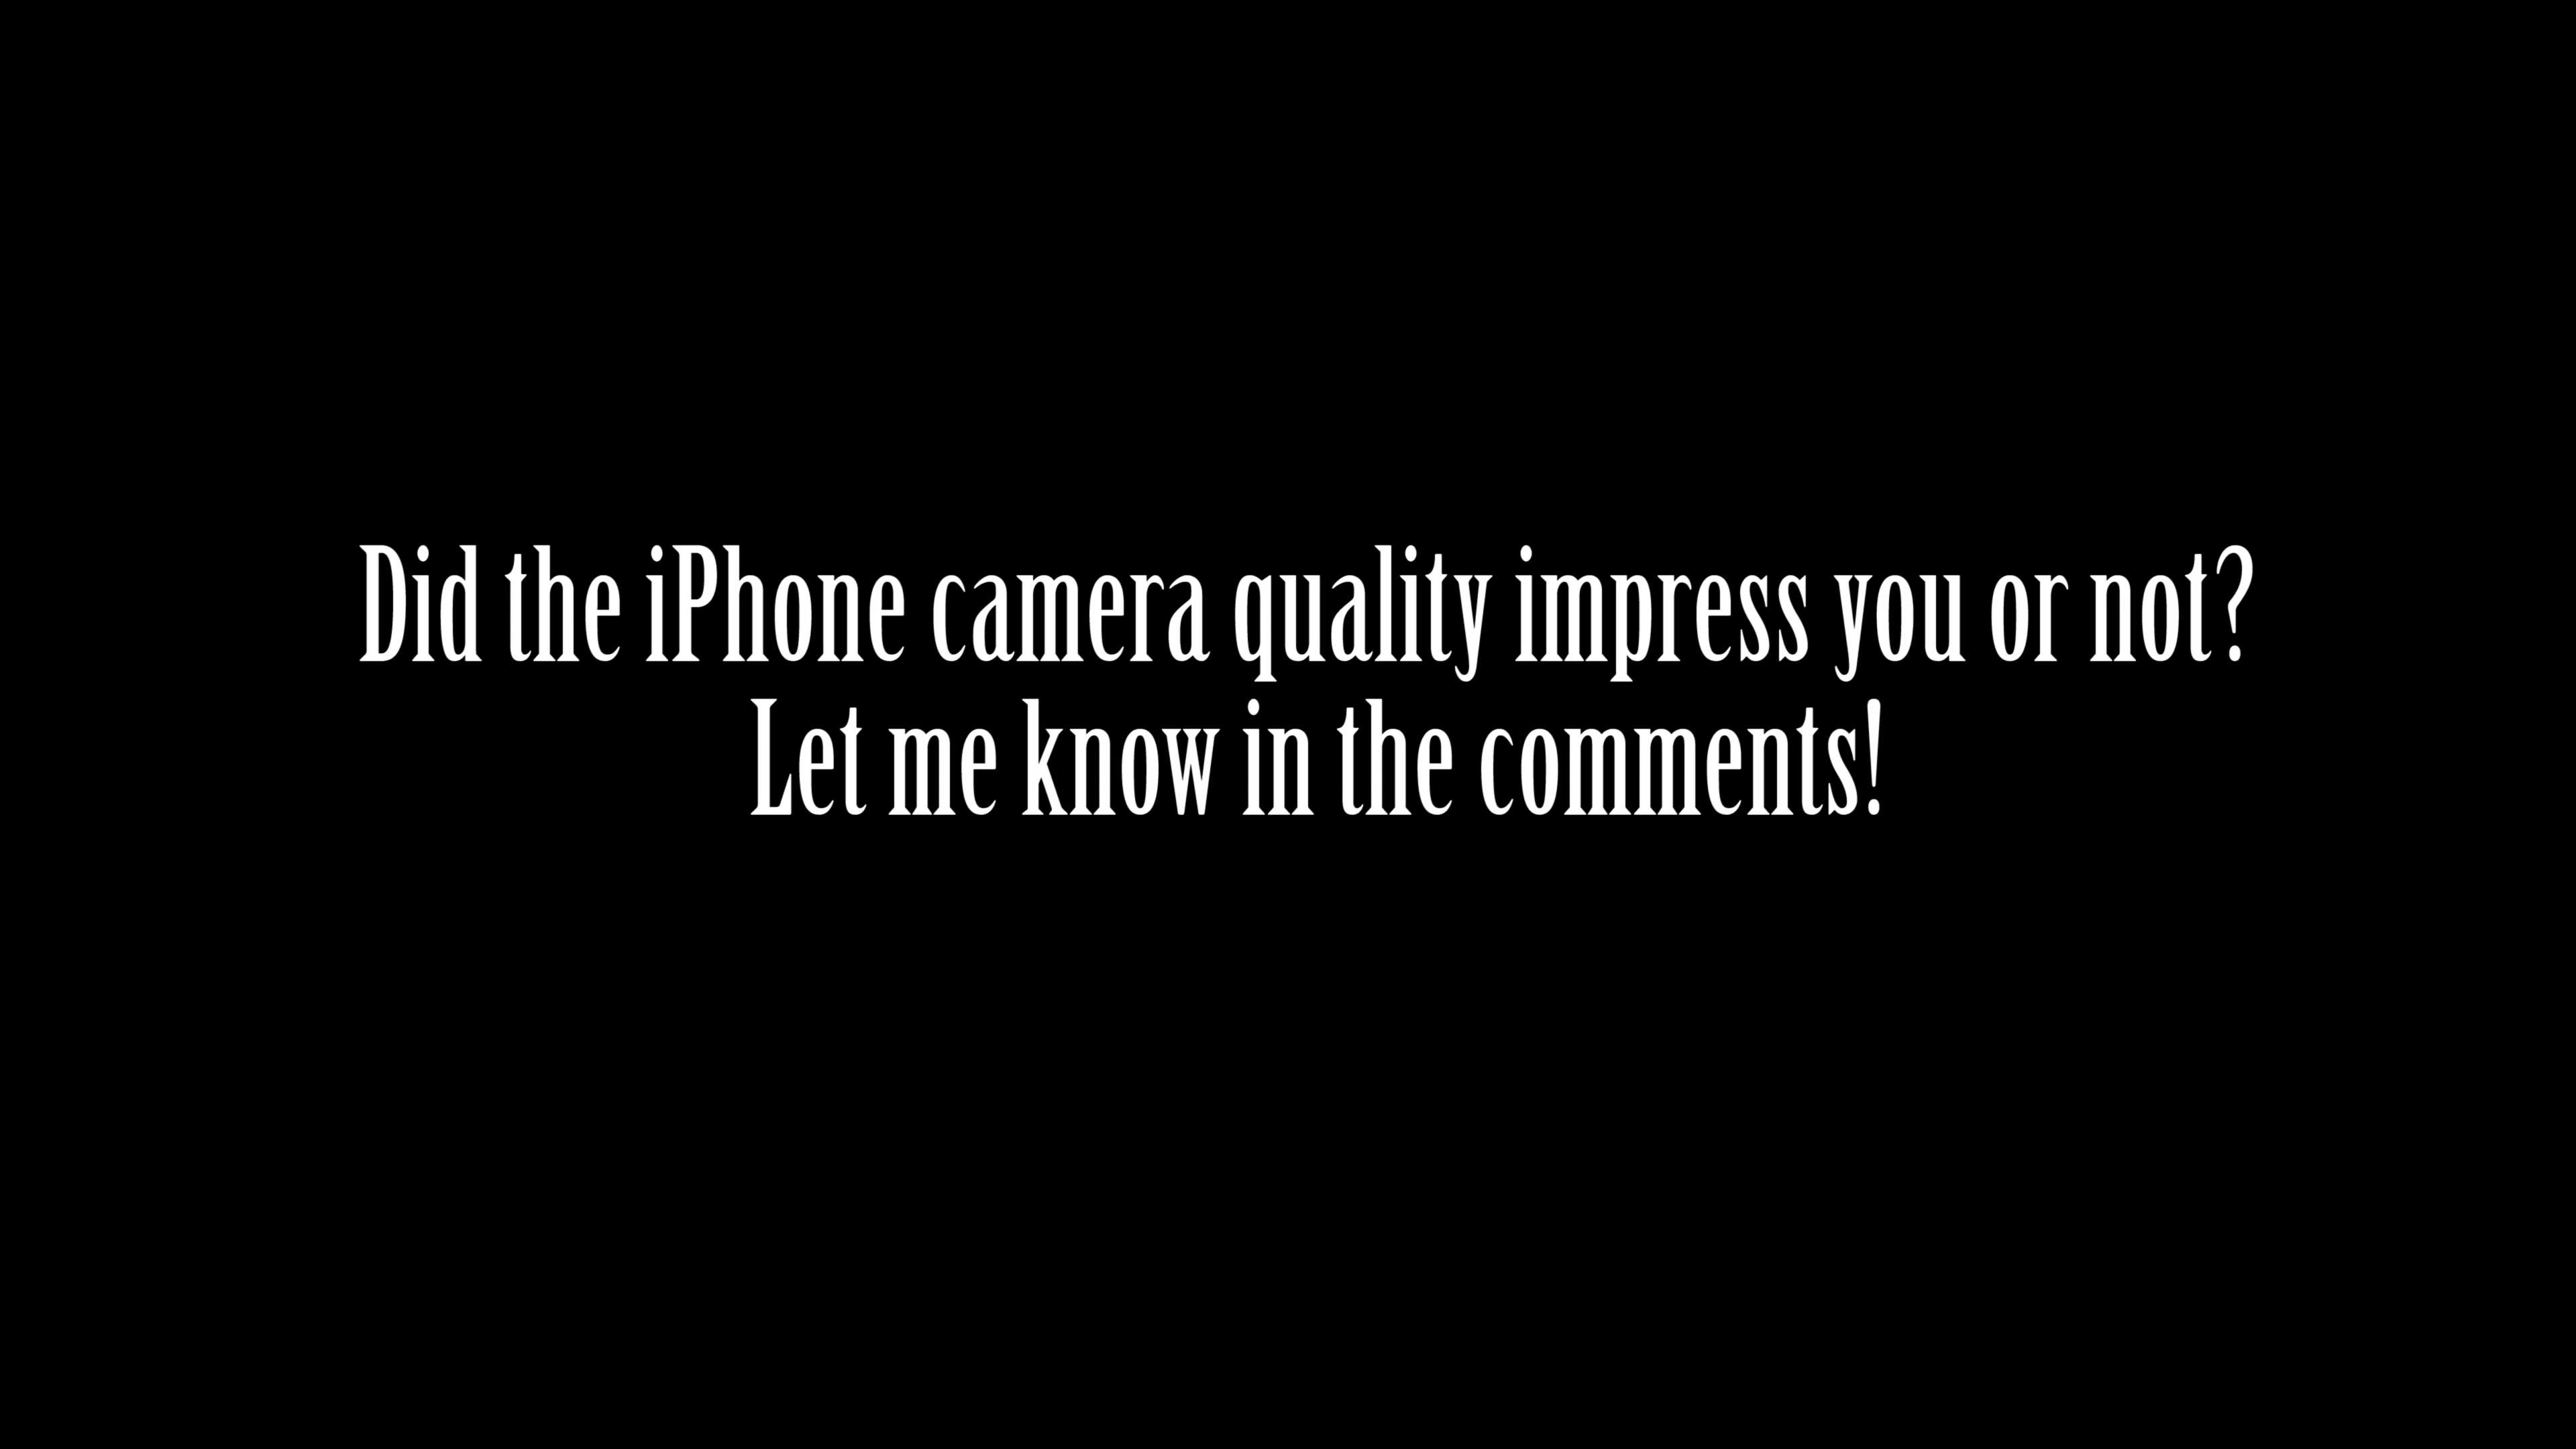 Did the iPhone camera quality impress you or not?
Let me know in the comments!